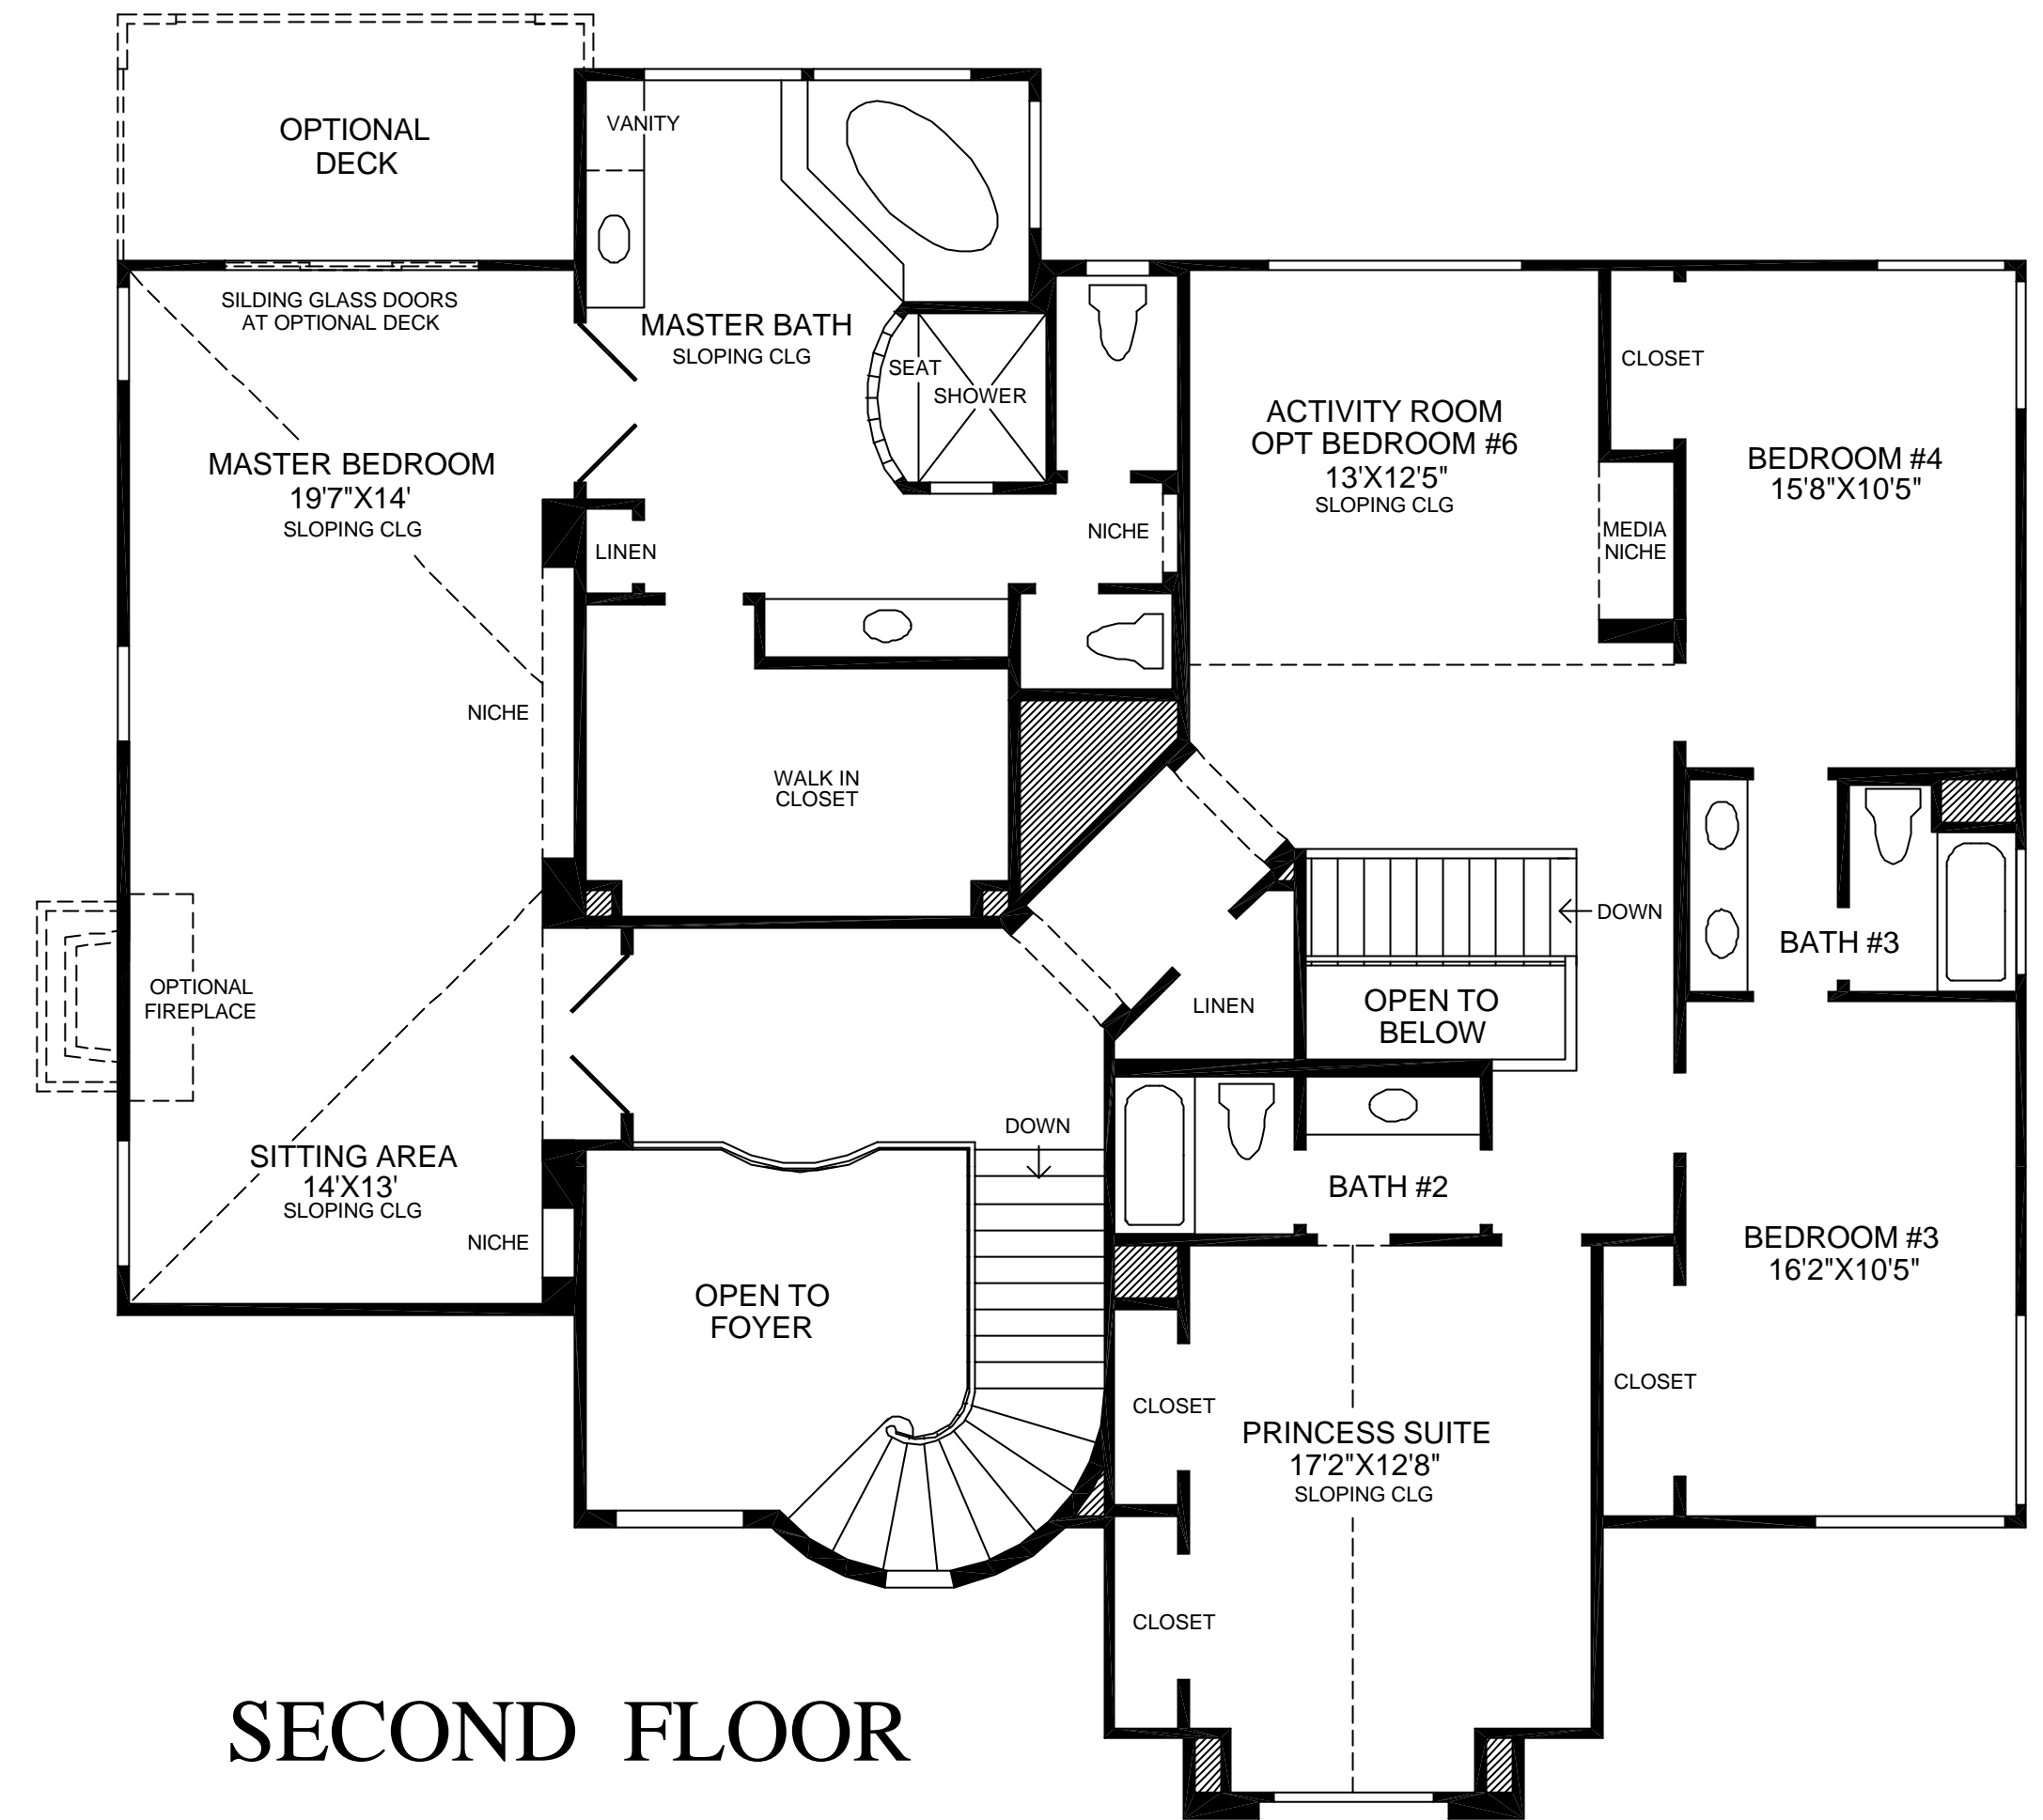 OPTIONAL
DECK
VANITY
SILDING GLASS DOORS
AT OPTIONAL DECK
MASTER BATH
SLOPING CLG
SEAT
SHOWER
MASTER BEDROOM
19'7"X14'
SLOPING CLG
LINEN
NICHE
ACTIVITY ROOM
OPT BEDROOM #6
13'X12'5"
SLOPING CLG
CLOSET
BEDROOM #4
15'8"X10'5"
MEDIA
NICHE
NICHE
WALK IN
CLOSET
DOWN
BATH #3
OPTIONAL
FIREPLACE
LINEN
OPEN TO
BELOW
DOWN
SITTING AREA
14'X13'
SLOPING CLG
NICHE
BATH #2
BEDROOM #3
16'2"X10'5"
OPEN TO
FOYER
CLOSET
CLOSET
PRINCESS SUITE
17'2"X12'8"
SLOPING CLG
CLOSET
SECOND FLOOR